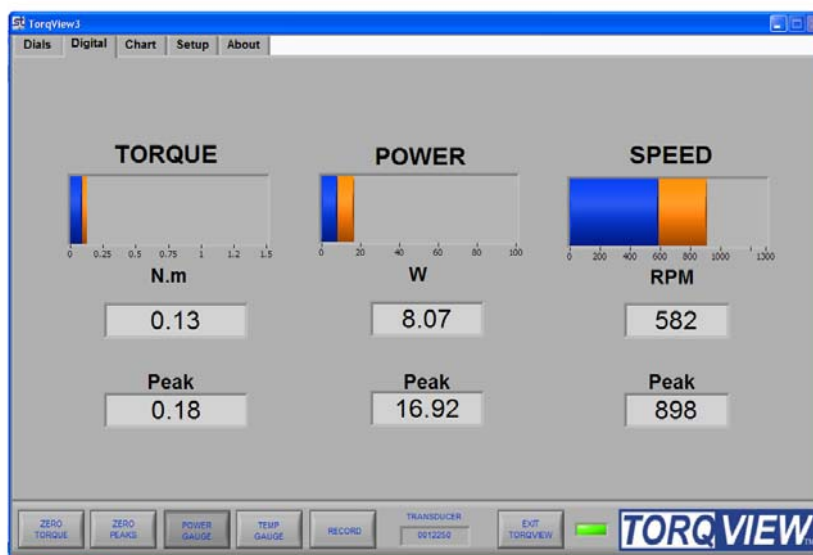 TorqView3
Dials Digital Chart Setup About
TORQUE POWER SPEED
0 0.25 0.5 0.75 1 1.2 1.5
0 20 40 60 80 100
0 200 400 600 800 1000 1300
N.m W RPM
0.13 8.07 582
Peak Peak Peak
0.18 16.92 898
ZERO TORQUE
ZERO PEAKS
POWER GAUGE
TEMP GAUGE
RECORD
TRANSDUCER
0012250
EXIT TORQVIEW
TORQVIEW